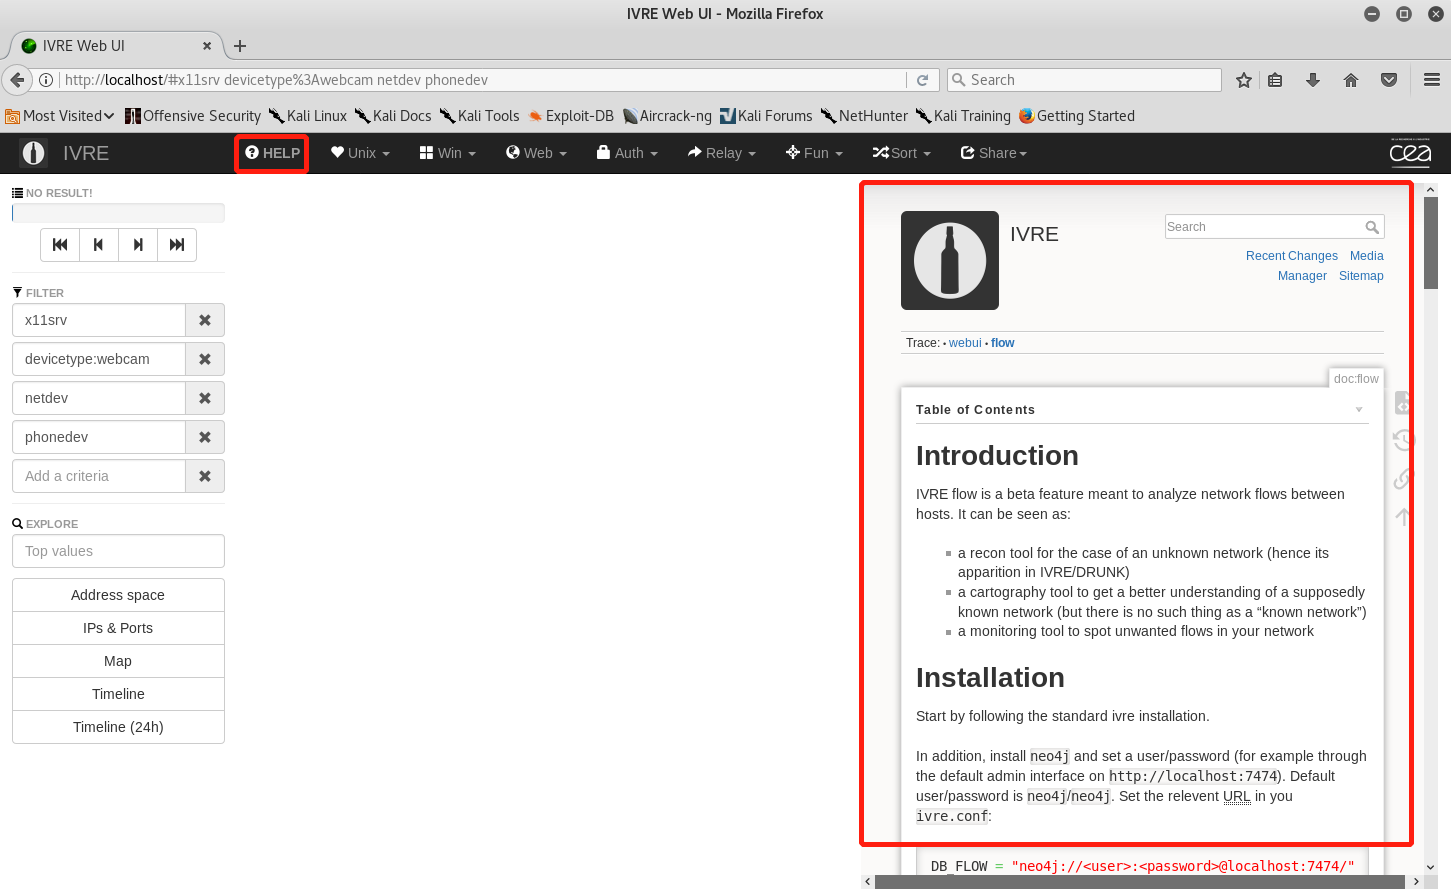 IVRE Web UI - Mozilla Firefox
IVRE Web UI
http://localhost/#x11srv devicetype%3Awebcam netdev phonedev
Search
Most Visited
Offensive Security
Kali Linux
Kali Docs
Kali Tools
Exploit-DB
Aircrack-ng
Kali Forums
NetHunter
Kali Training
Getting Started
IVRE
HELP
Unix
Win
Web
Auth
Relay
Fun
Sort
Share
cea
NO RESULT!
FILTER
x11srv
devicetype:webcam
netdev
phonedev
Add a criteria
EXPLORE
Top values
Address space
IPs & Ports
Map
Timeline
Timeline (24h)
IVRE
Search
Recent Changes Media
Manager Sitemap
Trace: • webui • flow
doc:flow
Table of Contents
Introduction
IVRE flow is a beta feature meant to analyze network flows between
hosts. It can be seen as:
a recon tool for the case of an unknown network (hence its
apparition in IVRE/DRUNK)
a cartography tool to get a better understanding of a supposedly
known network (but there is no such thing as a “known network”)
a monitoring tool to spot unwanted flows in your network
Installation
Start by following the standard ivre installation.
In addition, install neo4j and set a user/password (for example through
the default admin interface on http://localhost:7474). Default
user/password is neo4j/neo4j. Set the relevent URL in you
ivre.conf:
DB_FLOW = "neo4j://<user>:<password>@localhost:7474/"